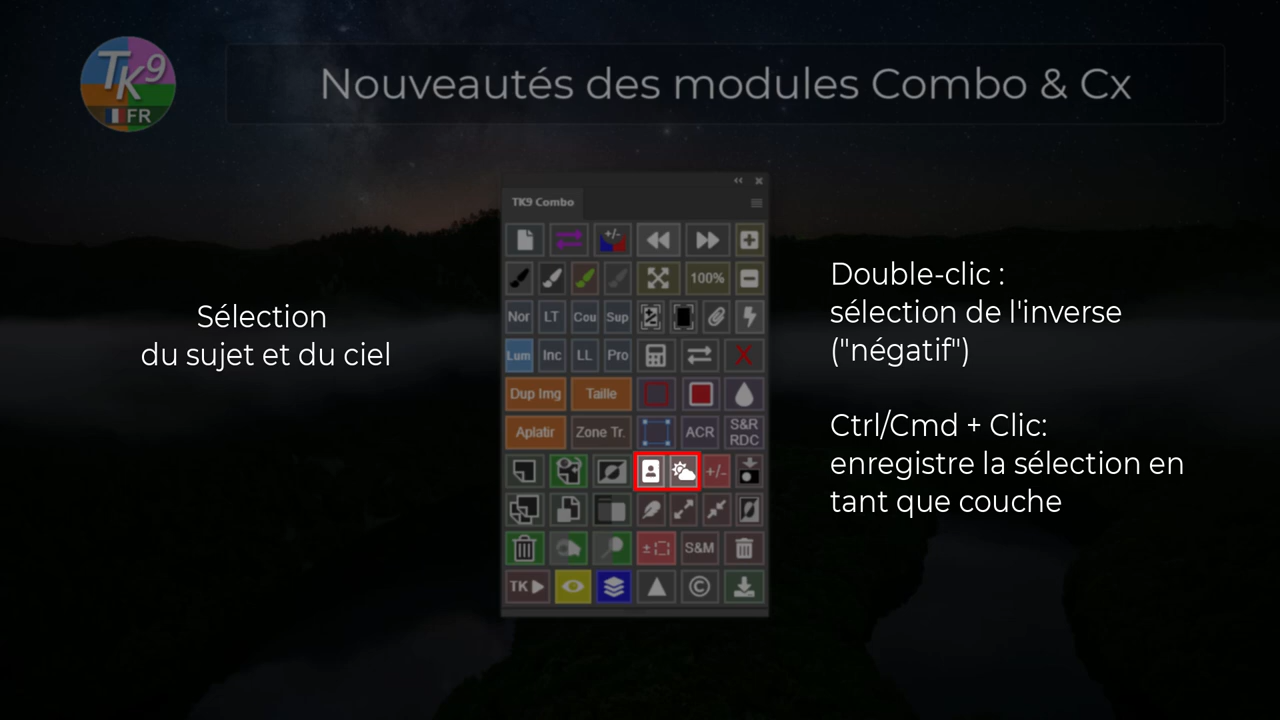 TK9
FR
Nouveautés des modules Combo & Cx
TK9 Combo
+/-
100%
Nor LT Cou Sup
Lum Inc LL Pro
Dup Img Taille
Aplatir Zone Tr. ACR S&R
RDC
+/-
S&M
TK
Sélection
du sujet et du ciel
Double-clic :
sélection de l'inverse
("négatif")
Ctrl/Cmd + Clic:
enregistre la sélection en
tant que couche